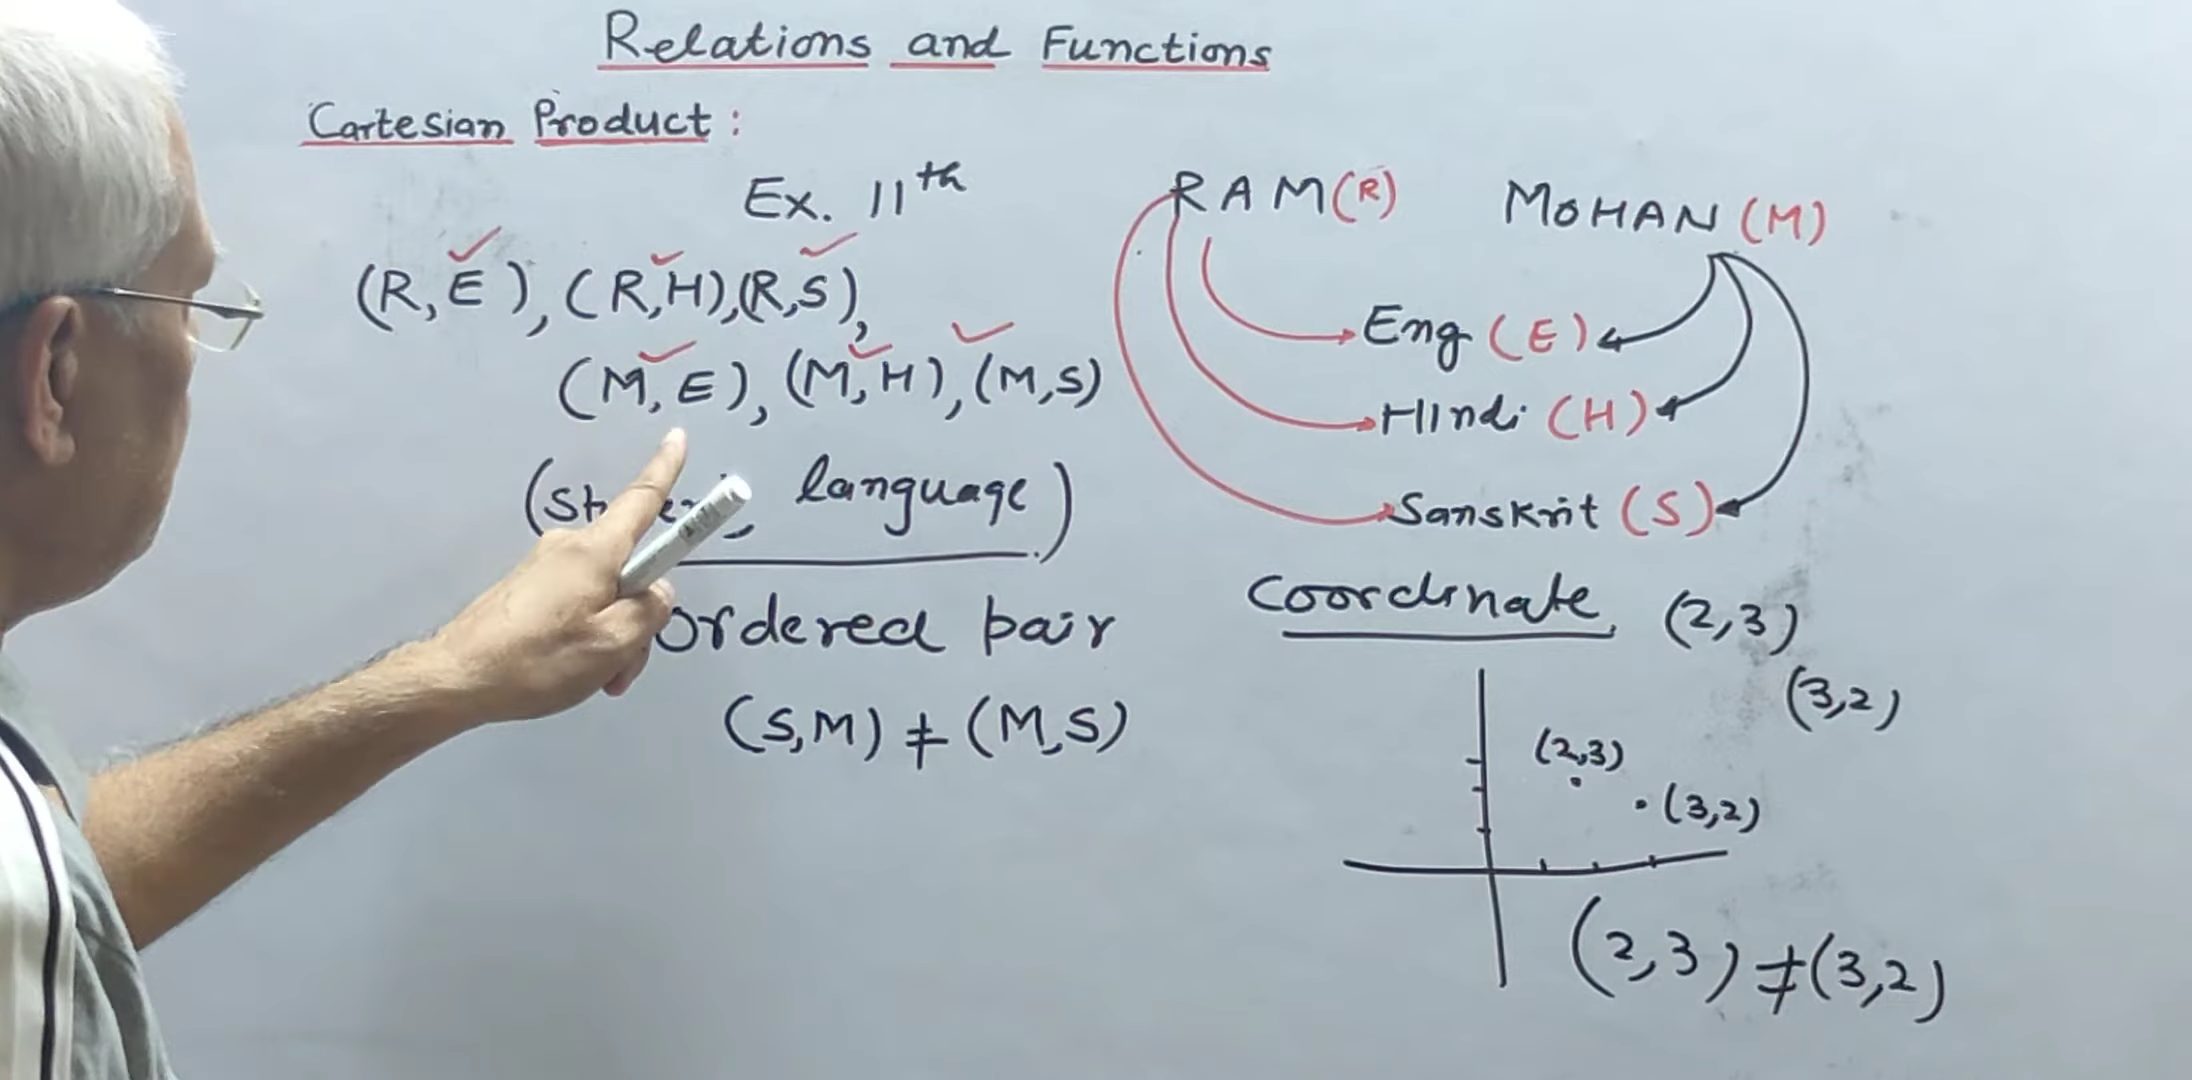 Relations and Functions
Cartesian Product :
Ex. 11th
(R, E), (R, H), (R, S),
(M, E), (M, H), (M, S)
language)
ordered pair
(S, M) ≠ (M, S)
RAM (R) MOHAN (M)
Eng (E)
HIndi (H)
Sanskrit (S)
Coordinate, (2,3)
(3,2)
(2,3)
(3,2)
(2,3) ≠ (3,2)